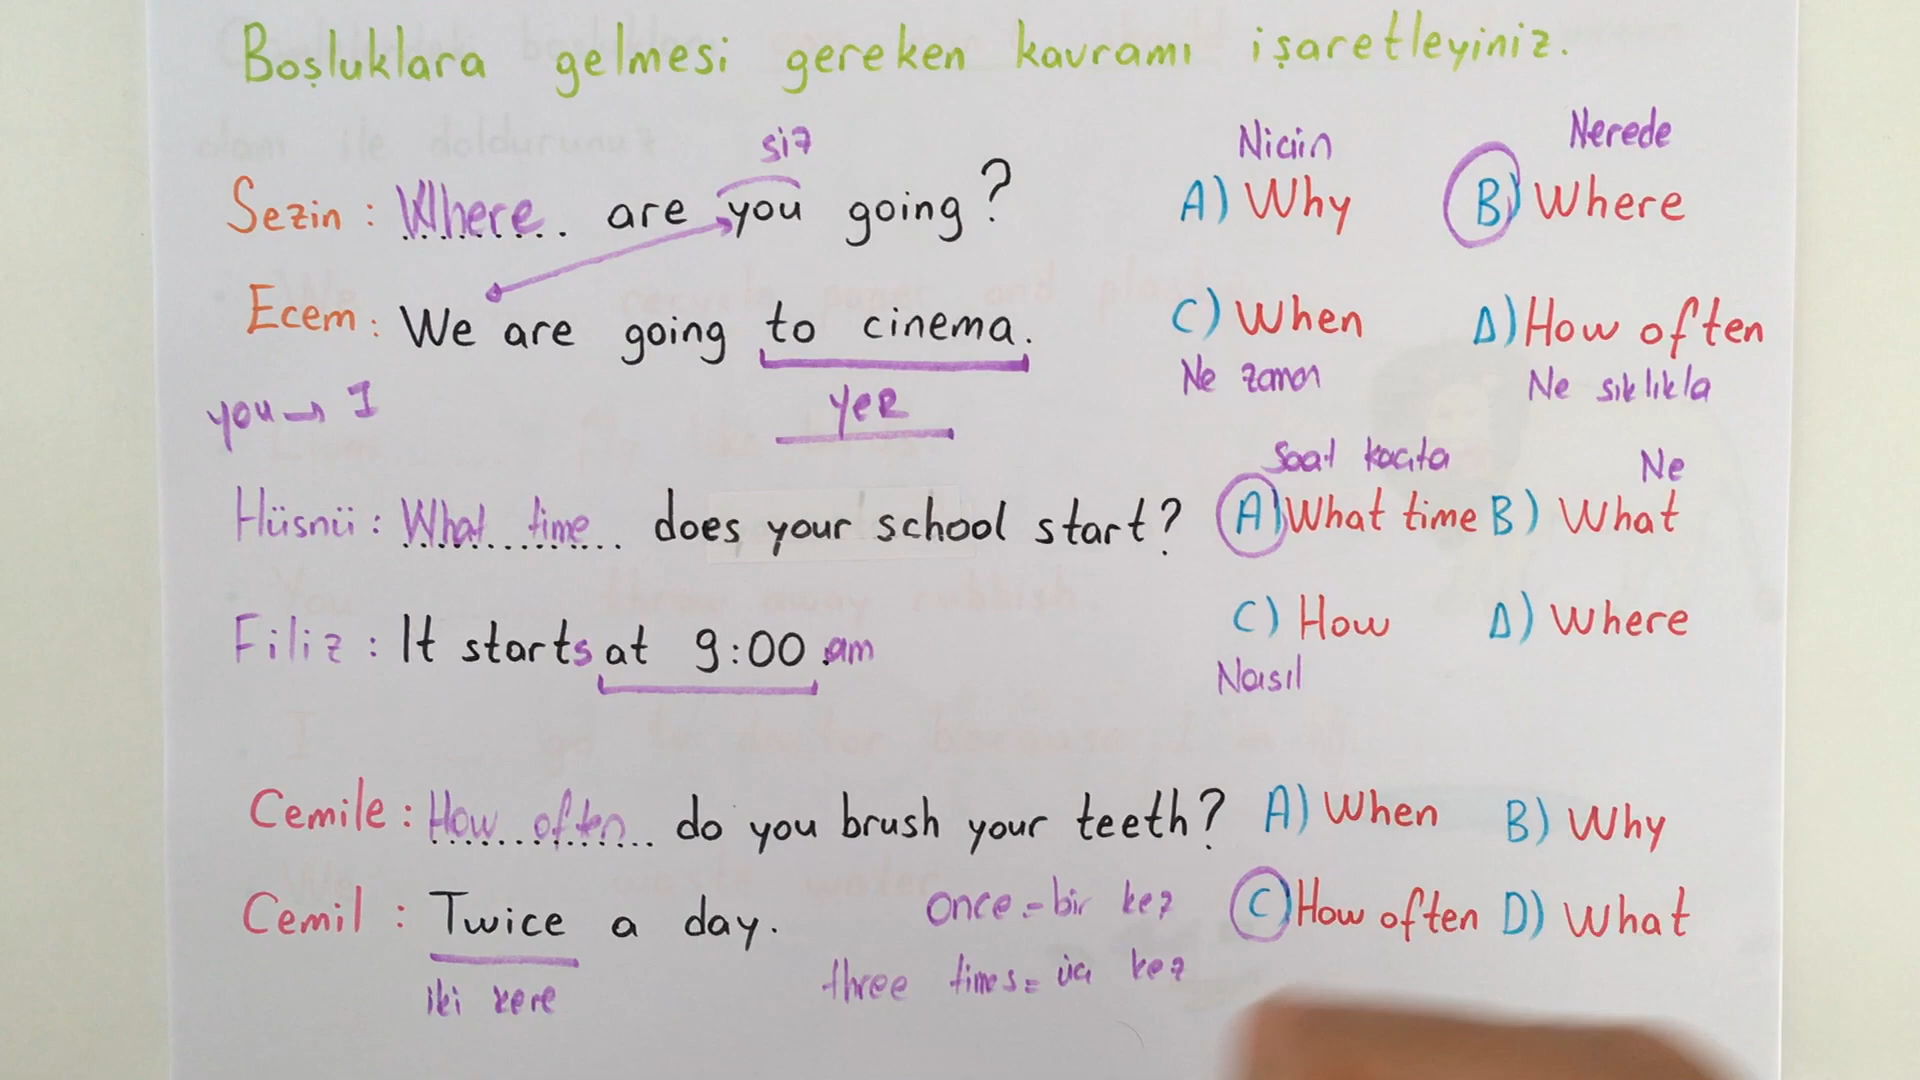 Boşluklara gelmesi gereken kavramı işaretleyiniz.
siz
Niçin Nerede
Sezin : Where are you going? A) Why B) Where
Ecem : We are going to cinema. C) When D) How often
Ne zaman Ne sıklıkla
you → I yer
Saat kaçta Ne
Hüsnü : What time does your school start? A) What time B) What
Filiz : It starts at 9:00 am C) How D) Where
Nasıl
Cemile : How often do you brush your teeth? A) When B) Why
Cemil : Twice a day. once = bir kez C) How often D) What
iki kere three times = üç kez